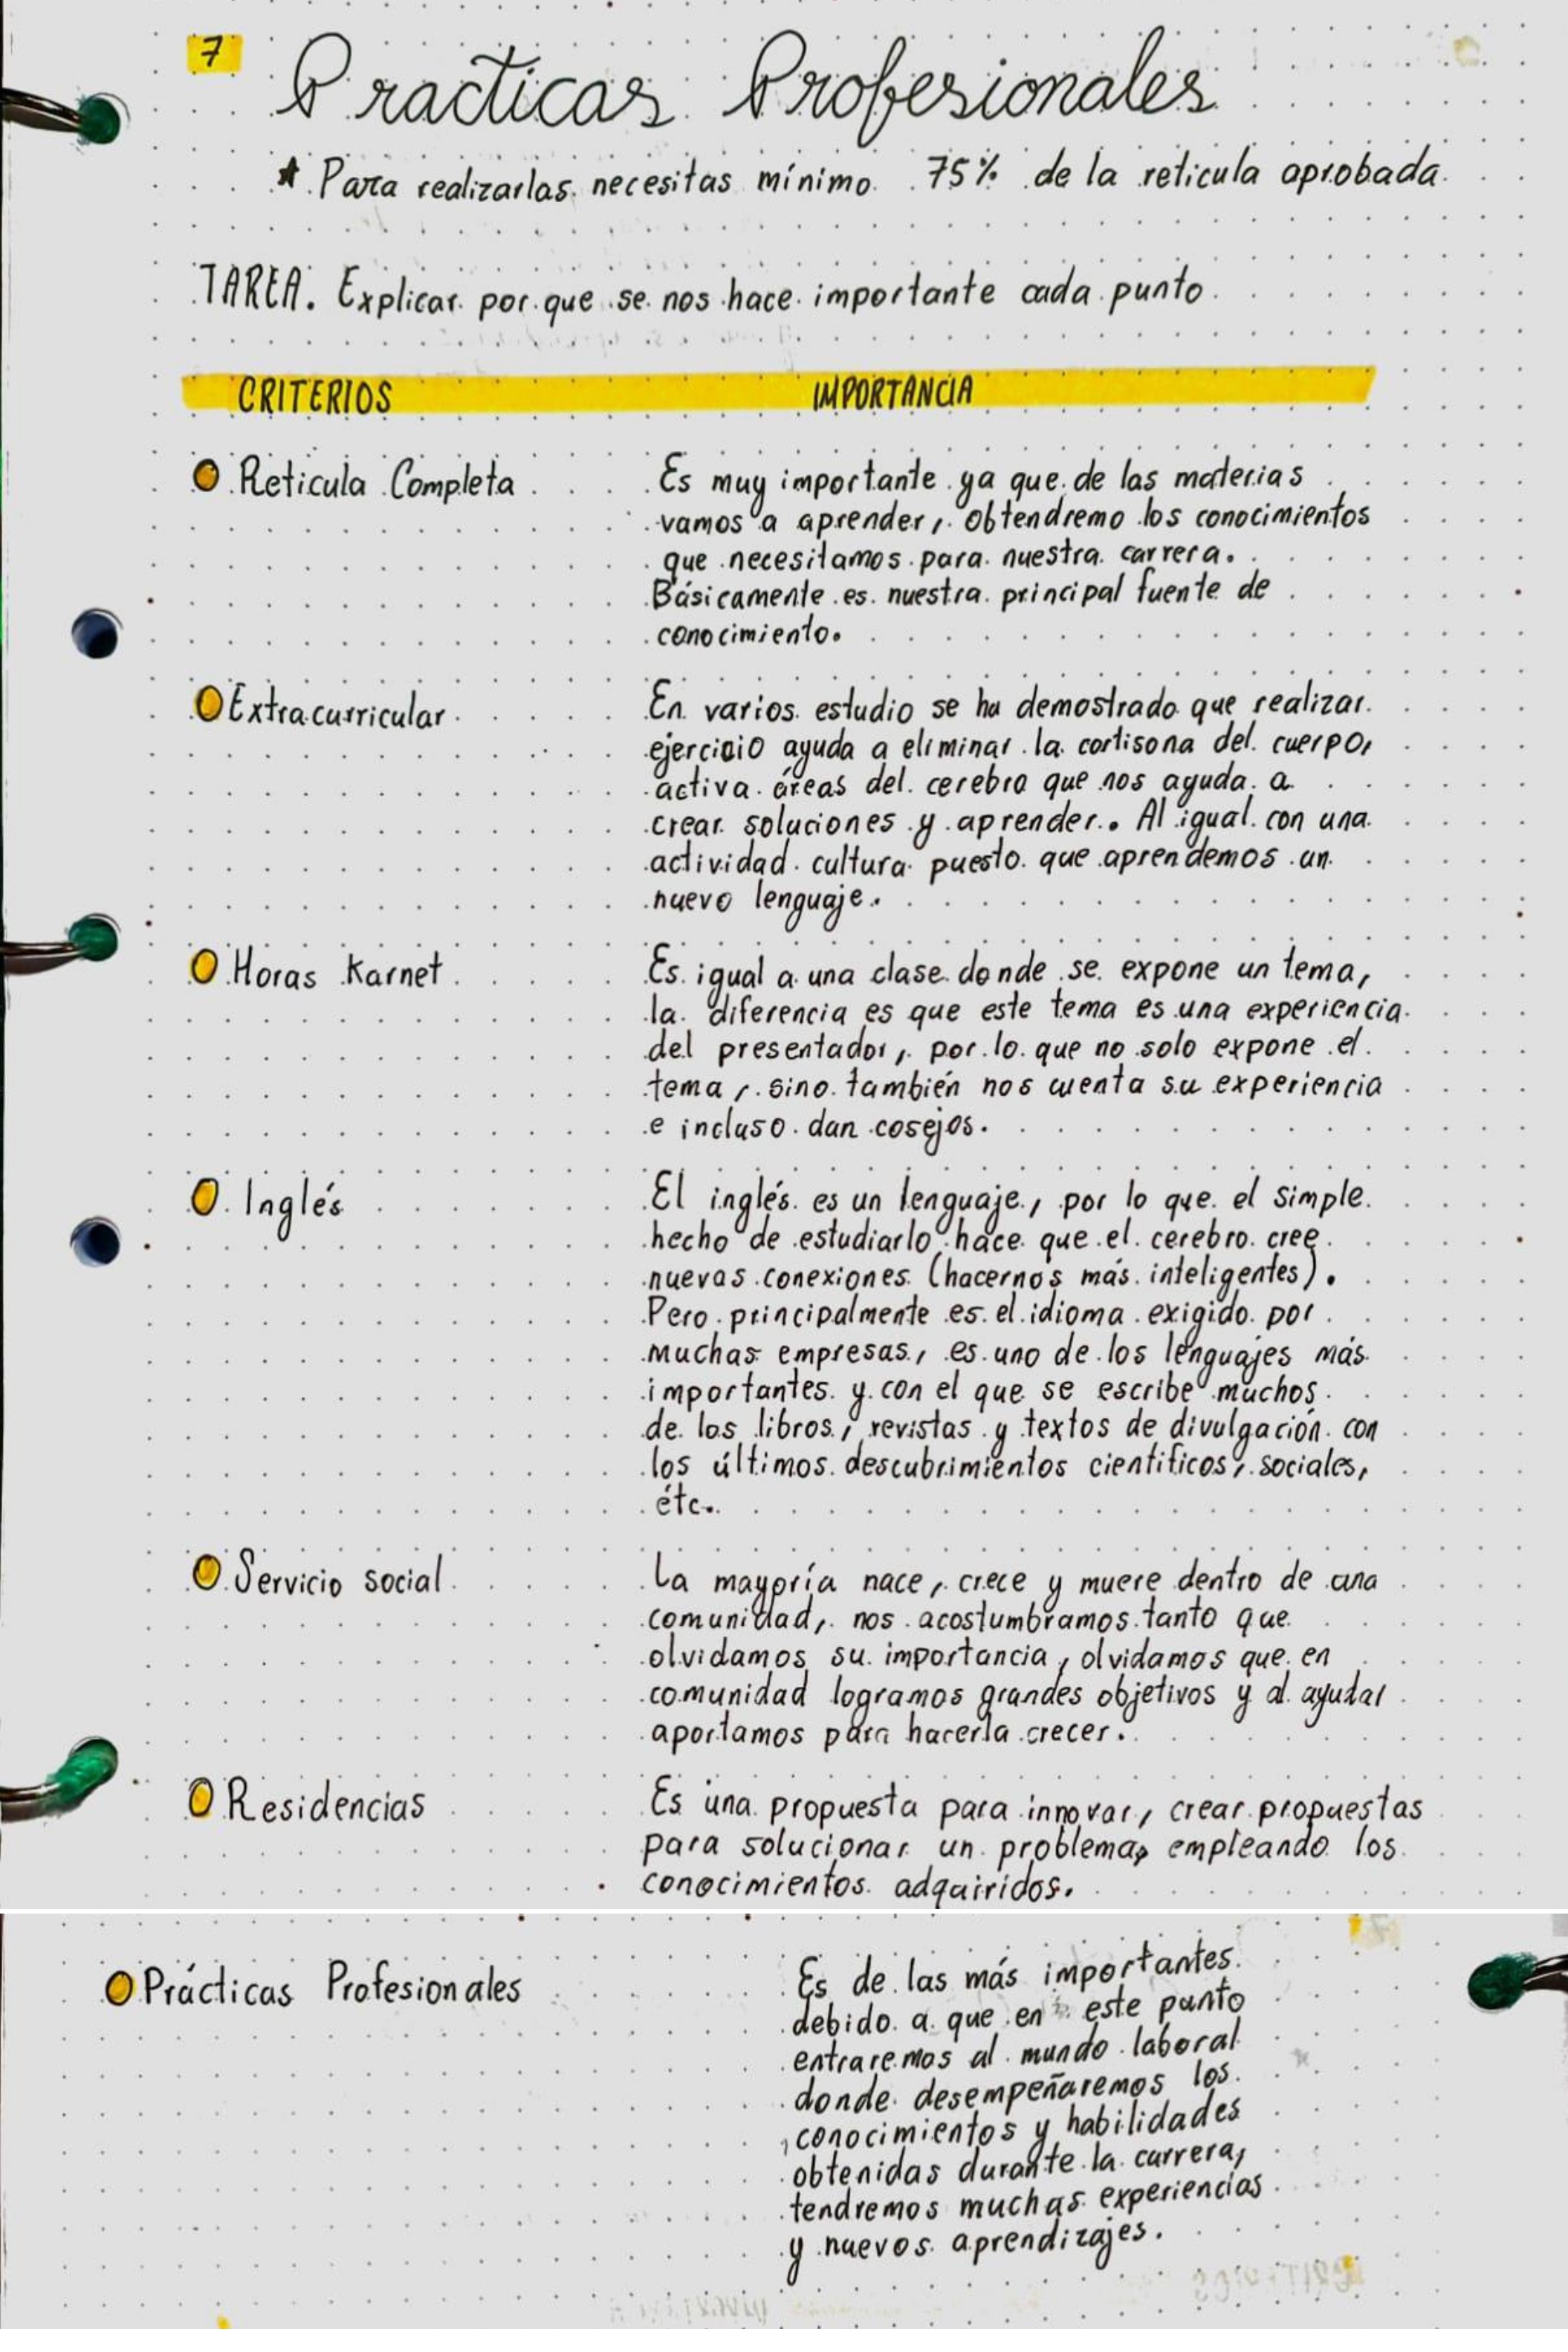 7
Practicas Profesionales
★ Para realizarlas necesitas mínimo 75% de la reticula aprobada
TAREA. Explicar por que se nos hace importante cada punto
CRITERIOS IMPORTANCIA
Reticula Completa Es muy importante ya que de las materias
vamos a aprender, obtendremo los conocimientos
que necesitamos para nuestra carrera.
Básicamente es nuestra principal fuente de
conocimiento.
Extracurricular En varios estudio se ha demostrado que realizar
ejercicio ayuda a eliminar la cortisona del cuerpo,
activa áreas del cerebro que nos ayuda a
crear soluciones y aprender. Al igual con una
actividad cultura puesto que aprendemos un
nuevo lenguaje.
Horas Karnet Es igual a una clase donde se expone un tema,
la diferencia es que este tema es una experiencia
del presentador, por lo que no solo expone el
tema, sino también nos cuenta su experiencia
e incluso dan cosejos.
Inglés El inglés es un lenguaje, por lo que el simple
hecho de estudiarlo hace que el cerebro cree
nuevas conexiones (hacernos más inteligentes).
Pero principalmente es el idioma exigido por
muchas empresas, es uno de los lenguajes más
importantes y con el que se escribe muchos
de los libros, revistas y textos de divulgación con
los últimos descubrimientos cientificos, sociales,
étc.
Servicio social La mayoría nace, crece y muere dentro de una
comunidad, nos acostumbramos tanto que
olvidamos su importancia, olvidamos que en
comunidad logramos grandes objetivos y al ayudar
aportamos para hacerla crecer.
Residencias Es una propuesta para innovar, crear propuestas
para solucionar un problema, empleando los
conocimientos adquiridos.
Prácticas Profesionales Es de las más importantes
debido a que en este punto
entraremos al mundo laboral
donde desempeñaremos los
conocimientos y habilidades
obtenidas durante la carrera,
tendremos muchas experiencias
y nuevos aprendizajes.